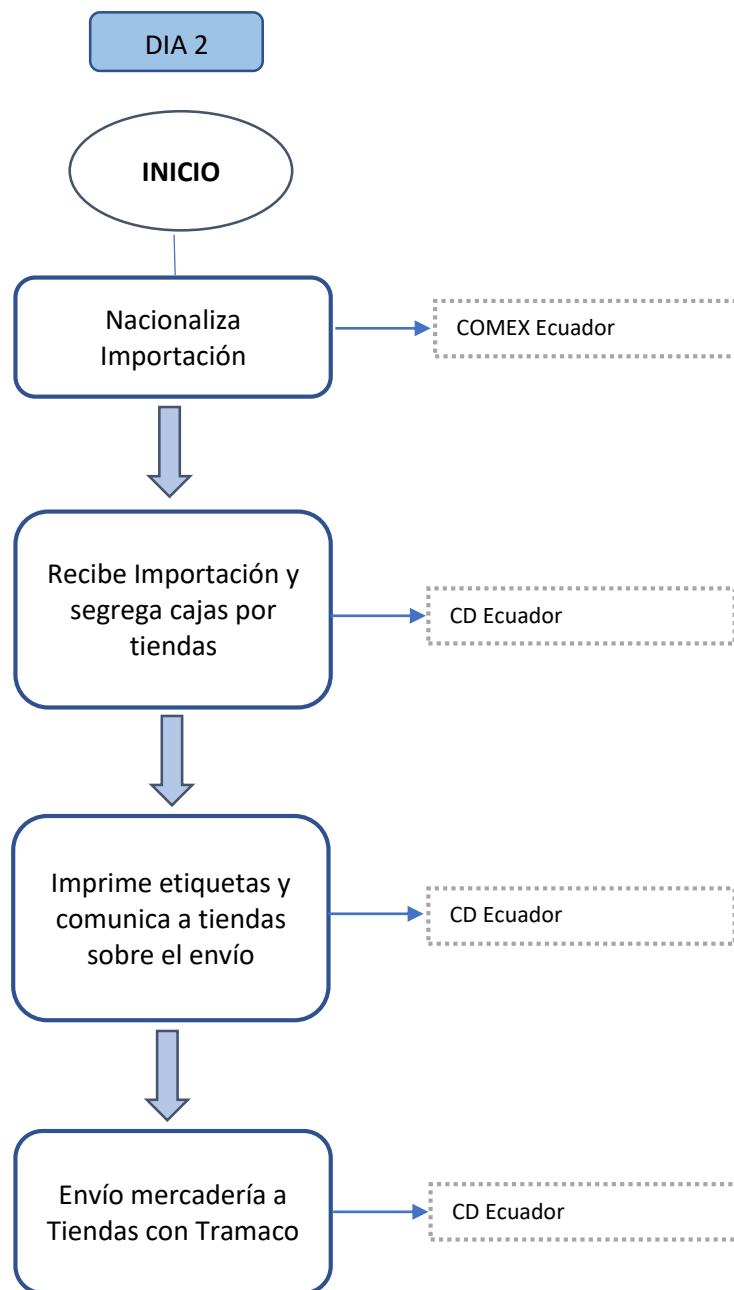 DIA 2
INICIO
Nacionaliza
Importación
COMEX Ecuador
Recibe Importación y
segrega cajas por
tiendas
CD Ecuador
Imprime etiquetas y
comunica a tiendas
sobre el envío
CD Ecuador
Envío mercadería a
Tiendas con Tramaco
CD Ecuador